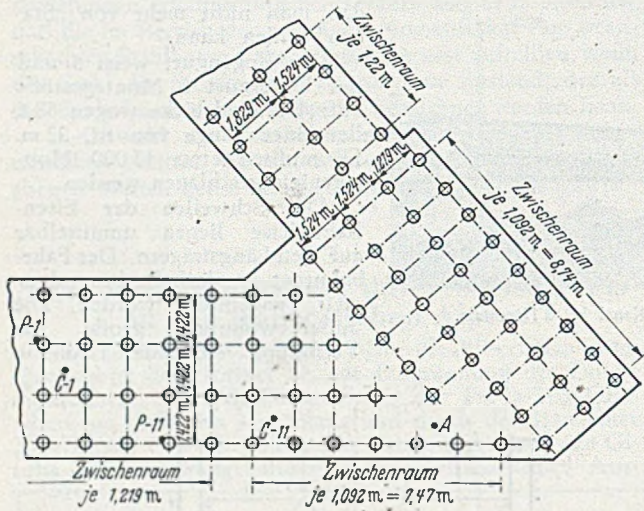 Zwischenraum
je 1,22 m.
1,829 m.
1,524 m.
1,524 m.
1,524 m.
1,219 m.
Zwischenraum
je 1,092 m. = 8,74 m.
P-1
C-1
P-11
1,422 m.
1,422 m.
1,422 m.
C-11
A
Zwischenraum
je 1,219 m.
Zwischenraum
je 1,092 m. = 7,47 m.